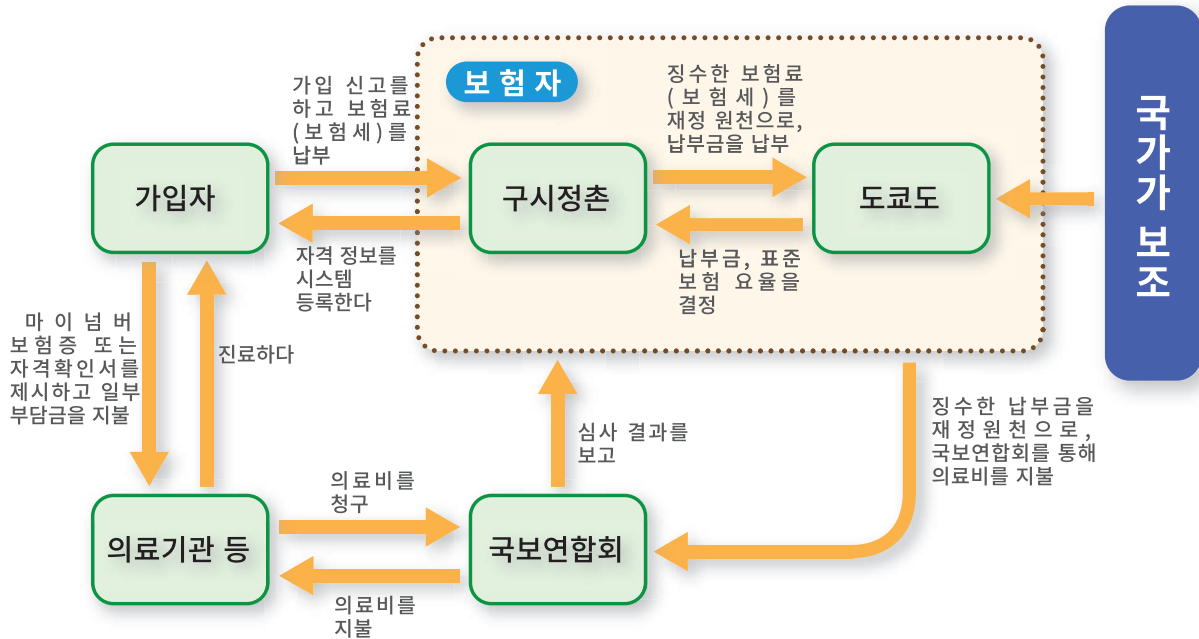 보험자
국가가 보조
가입 신고를
하고 보험료
(보험세)를
납부
징수한 보험료
(보험세)를
재정 원천으로,
납부금을 납부
가입자
구시정촌
도쿄도
자격 정보를
시스템
등록한다
납부금, 표준
보험 요율을
결정
마이넘버
보험증 또는
자격확인서를
제시하고 일부
부담금을 지불
진료하다
심사 결과를
보고
징수한 납부금을
재정원천으로,
국보연합회를 통해
의료비를 지불
의료비를
청구
의료기관 등
국보연합회
의료비를
지불